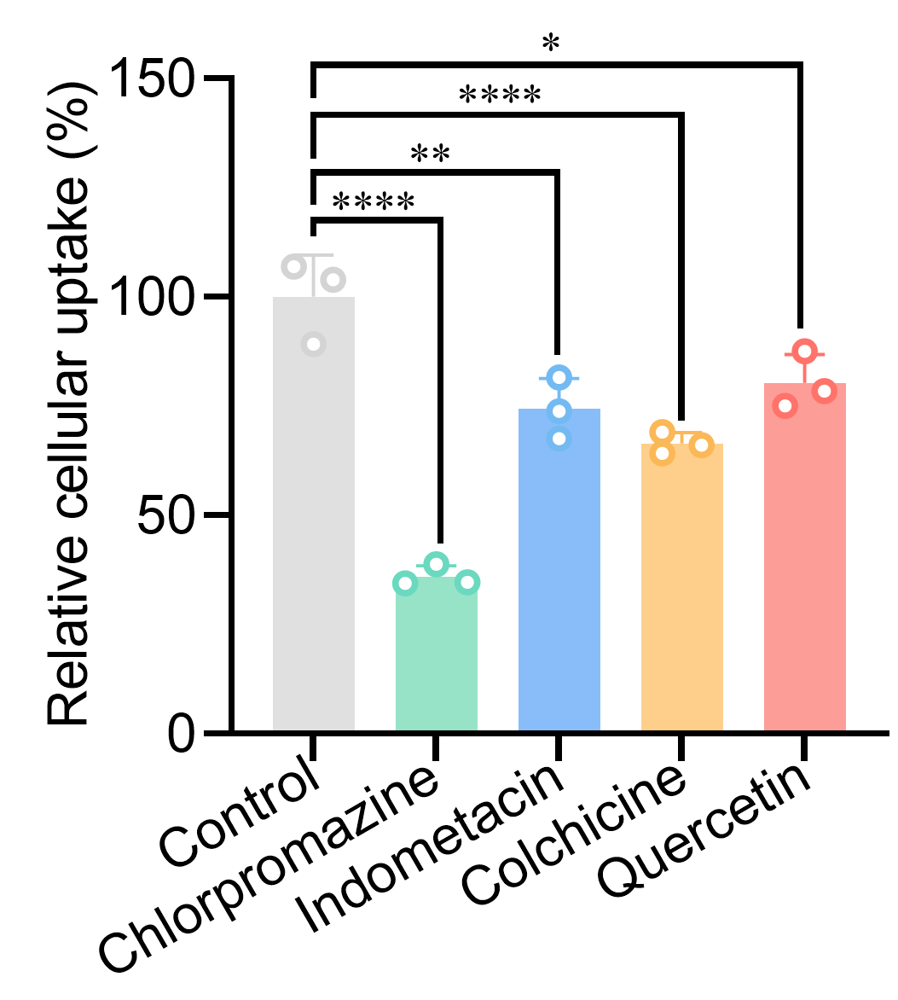 *
****
**
****
150
100
50
0
Relative cellular uptake (%)
Control
Chlorpromazine
Indometacin
Colchicine
Quercetin